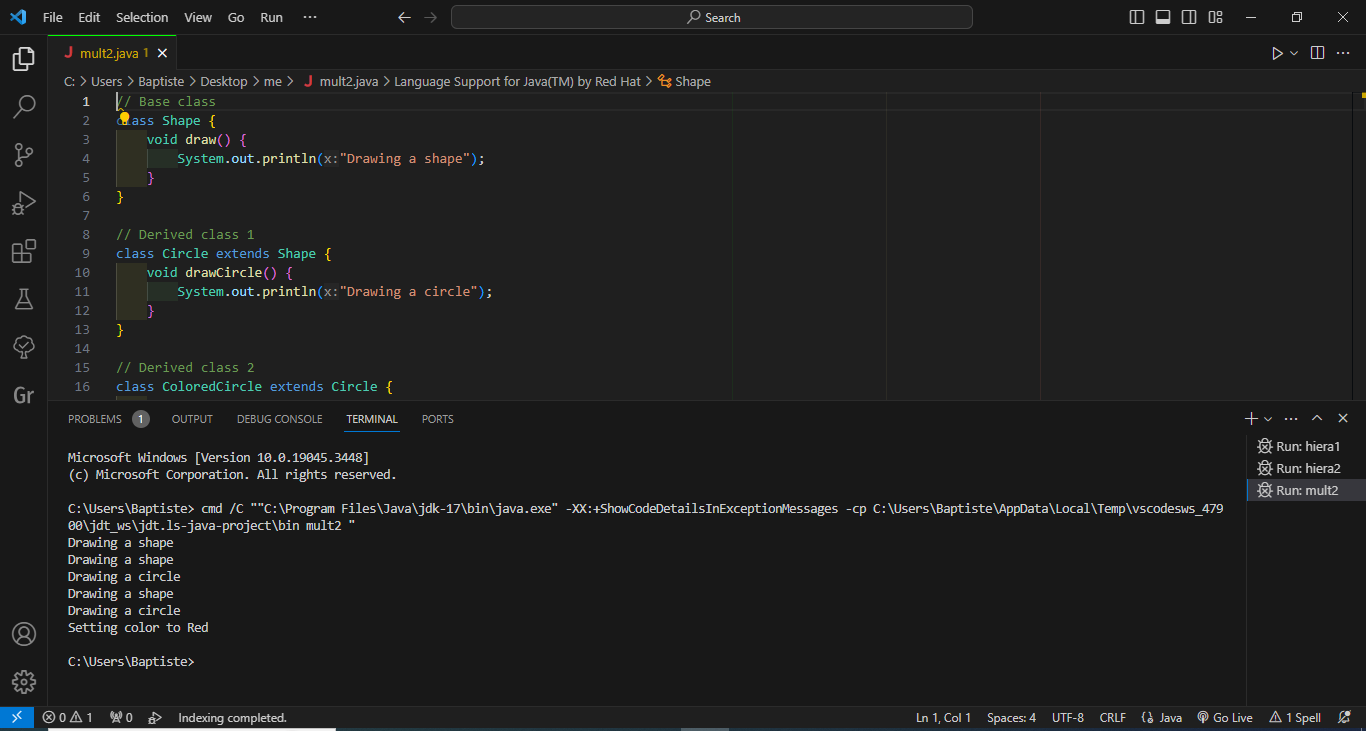 File Edit Selection View Go Run ··· Search
J mult2.java 1
C: > Users > Baptiste > Desktop > me > J mult2.java > Language Support for Java(TM) by Red Hat > Shape
1 // Base class
2 class Shape {
3 void draw() {
4 System.out.println(x:"Drawing a shape");
5 }
6 }
7
8 // Derived class 1
9 class Circle extends Shape {
10 void drawCircle() {
11 System.out.println(x:"Drawing a circle");
12 }
13 }
14
15 // Derived class 2
16 class ColoredCircle extends Circle {
Gr
PROBLEMS 1 OUTPUT DEBUG CONSOLE TERMINAL PORTS
Microsoft Windows [Version 10.0.19045.3448]
(c) Microsoft Corporation. All rights reserved.
C:\Users\Baptiste> cmd /C ""C:\Program Files\Java\jdk-17\bin\java.exe" -XX:+ShowCodeDetailsInExceptionMessages -cp C:\Users\Baptiste\AppData\Local\Temp\vscodesws_479
00\jdt_ws\jdt.ls-java-project\bin mult2 "
Drawing a shape
Drawing a shape
Drawing a circle
Drawing a shape
Drawing a circle
Setting color to Red
C:\Users\Baptiste>
Run: hiera1
Run: hiera2
Run: mult2
0 1 0 Indexing completed. Ln 1, Col 1 Spaces: 4 UTF-8 CRLF Java Go Live 1 Spell